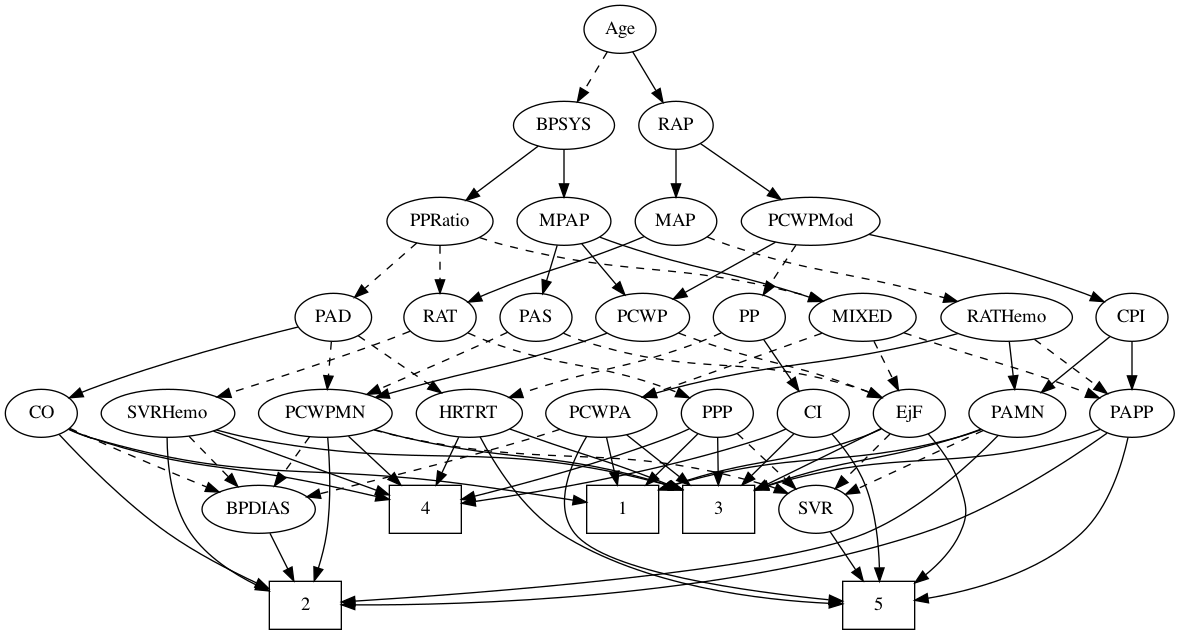 Age
BPSYS RAP
PPRatio MPAP MAP PCWPMod
PAD RAT PAS PCWP PP MIXED RATHemo CPI
CO SVRHemo PCWPMN HRTRT PCWPA PPP CI EjF PAMN PAPP
BPDIAS 4 1 3 SVR
2 5